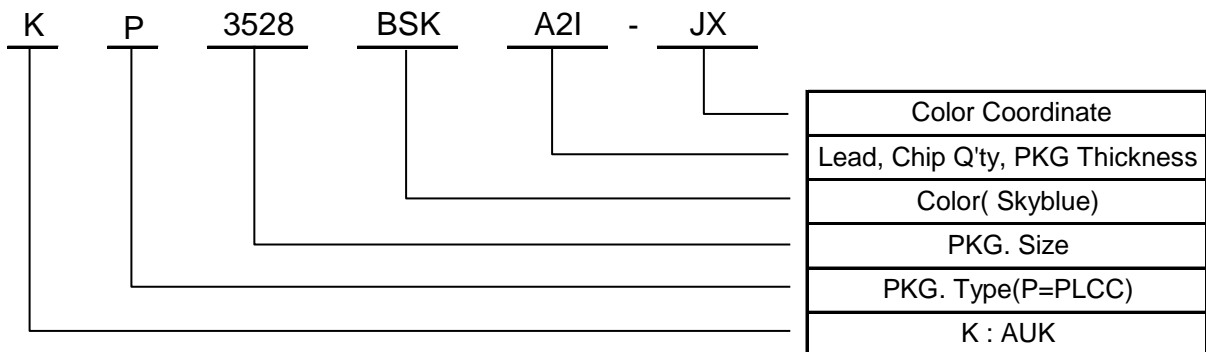 K P 3528 BSK A2I - JX
Color Coordinate
Lead, Chip Q'ty, PKG Thickness
Color( Skyblue)
PKG. Size
PKG. Type(P=PLCC)
K : AUK